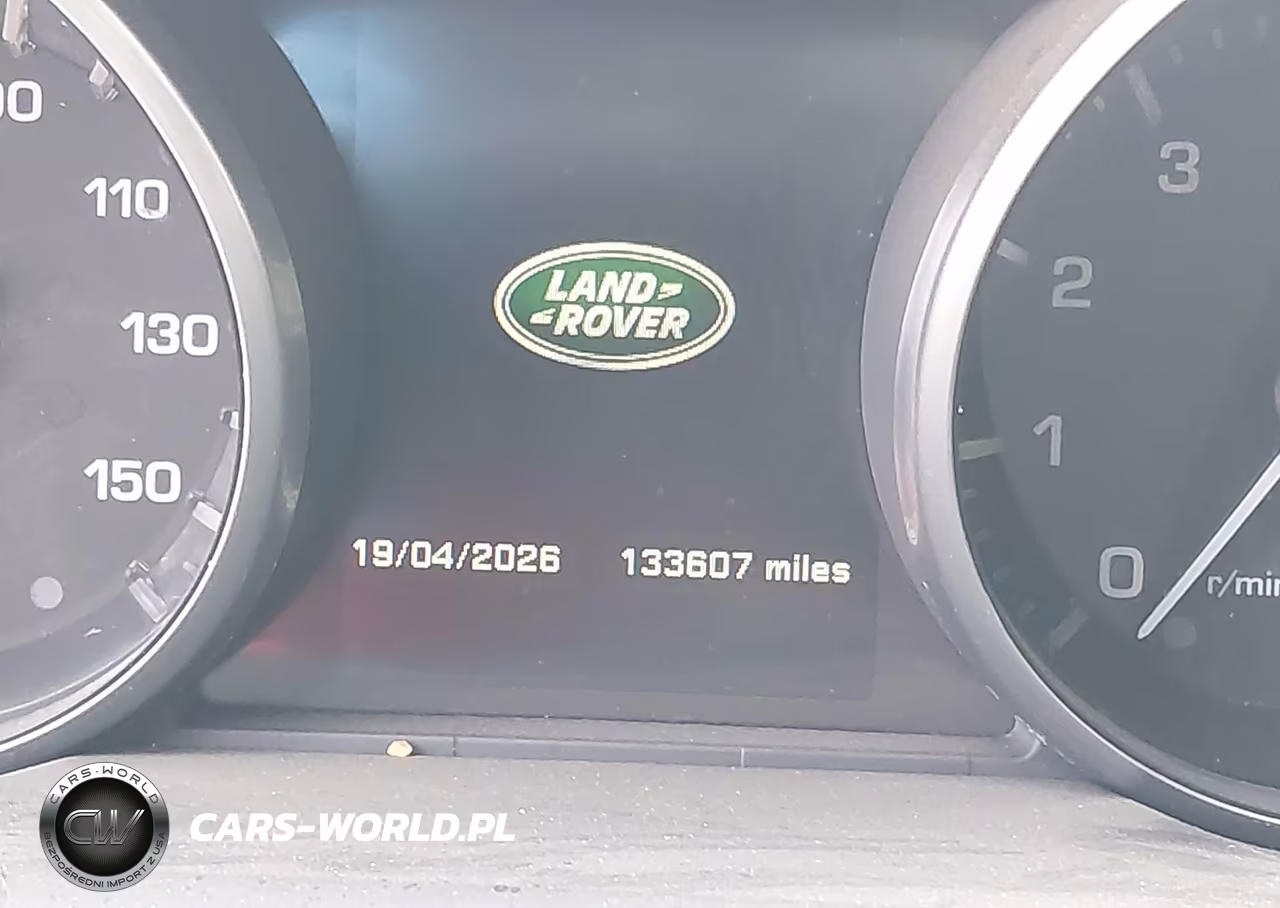 110
130
150
LAND
ROVER
19/04/2026 133607 miles
3
2
1
0
CARS-WORLD
CW
BEZPOŚREDNI IMPORT Z USA
CARS-WORLD.PL